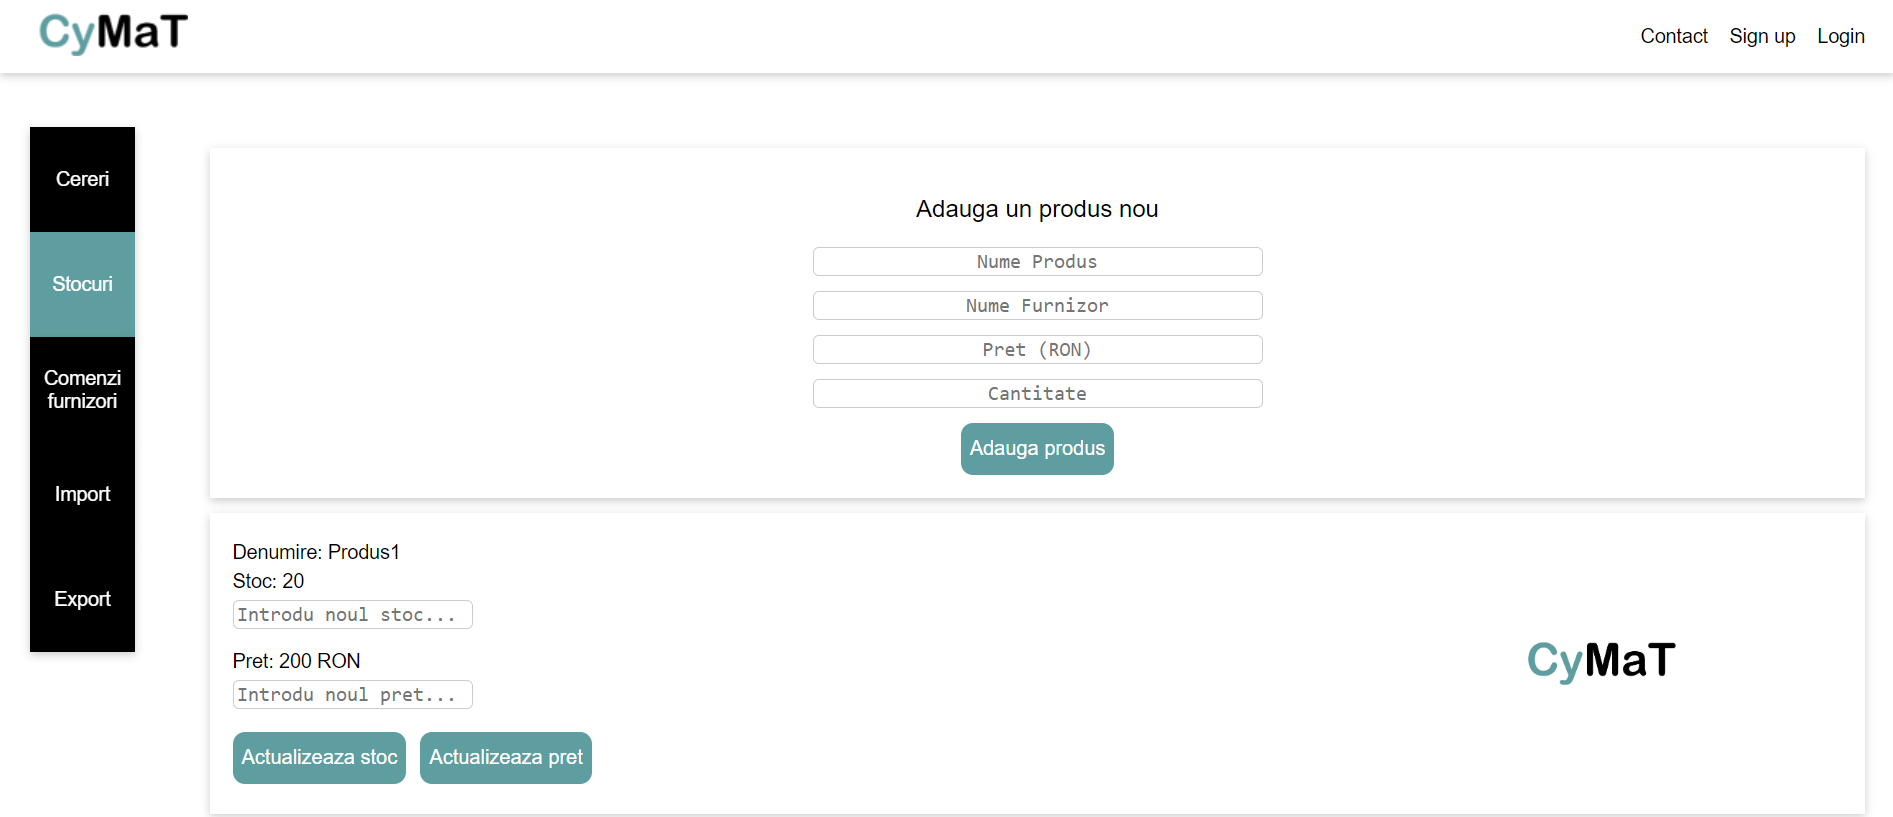 CyMaT
Contact Sign up Login
Cereri
Stocuri
Comenzi
furnizori
Import
Export
Adauga un produs nou
Nume Produs
Nume Furnizor
Pret (RON)
Cantitate
Adauga produs
Denumire: Produs1
Stoc: 20
Introdu noul stoc...
Pret: 200 RON
Introdu noul pret...
Actualizeaza stoc Actualizeaza pret
CyMaT